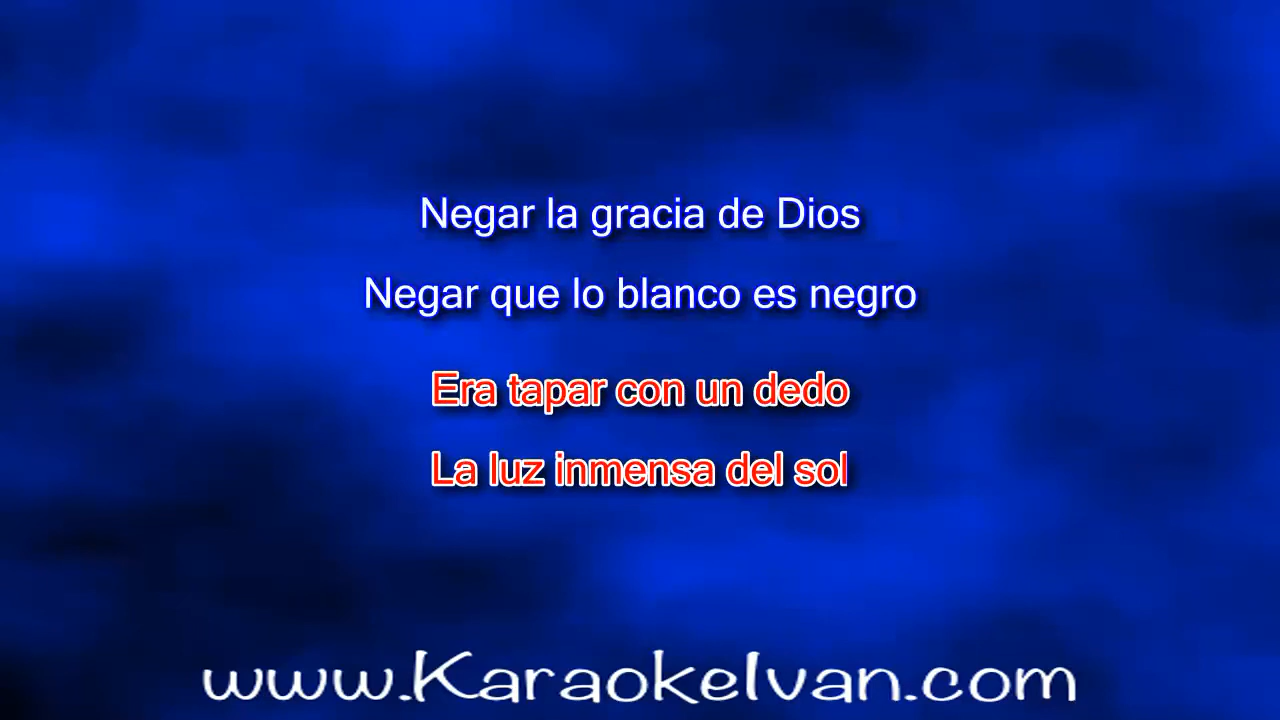 Negar la gracia de Dios
Negar que lo blanco es negro
Era tapar con un dedo
La luz inmensa del sol
www.KaraokeIvan.com